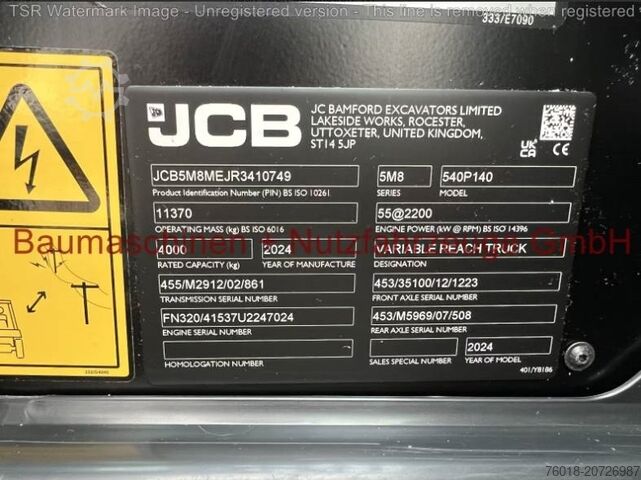 TSR Watermark Image - Unregistered version - This line is removed when registered
333/E7090
JCB
JC BAMFORD EXCAVATORS LIMITED
LAKESIDE WORKS, ROCESTER,
UTTOXETER, UNITED KINGDOM,
ST14 5JP
UK
CA
CE
JCB5M8MEJR3410749
5M8
540P140
Product Identification Number (PIN) BS ISO 10261
SERIES
MODEL
11370
55@2200
OPERATING MASS (kg) BS ISO 6016
ENGINE POWER (kW @ RPM) BS ISO 14396
Baumaschinen + Nutzfahrzeuge GmbH
4000
2024
VARIABLE REACH TRUCK
RATED CAPACITY (kg)
YEAR OF MANUFACTURE
DESIGNATION
455/M2912/02/861
453/35100/12/1223
TRANSMISSION SERIAL NUMBER
FRONT AXLE SERIAL NUMBER
FN320/41537U2247024
453/M5969/07/508
ENGINE SERIAL NUMBER
REAR AXLE SERIAL NUMBER
2024
HOMOLOGATION NUMBER
SALES SPECIAL NUMBER
YEAR OF MODEL
401/Y8186
76018-20726987